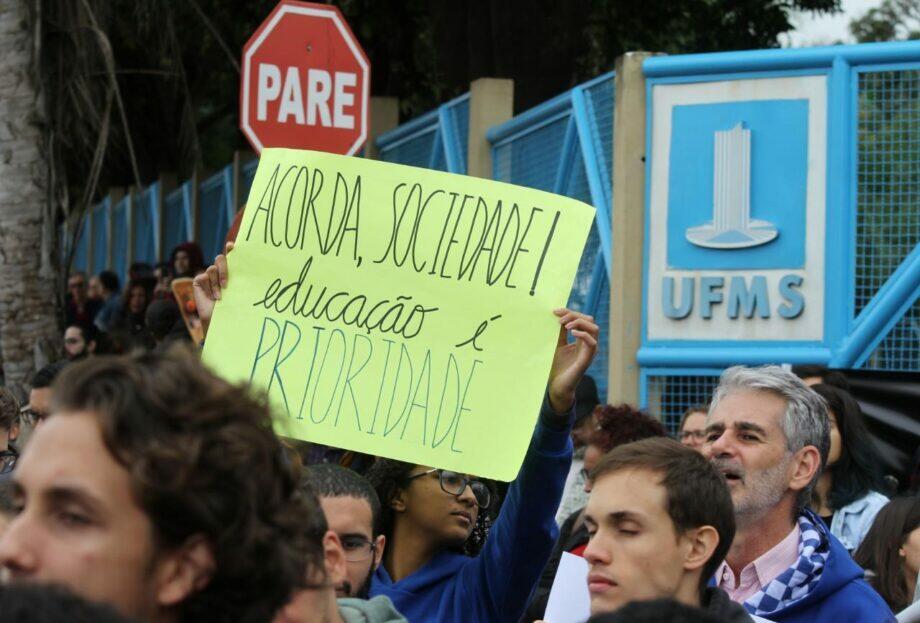 PARE
ACORDA, SOCIEDADE!
educação é
PRIORIDADE
UFMS